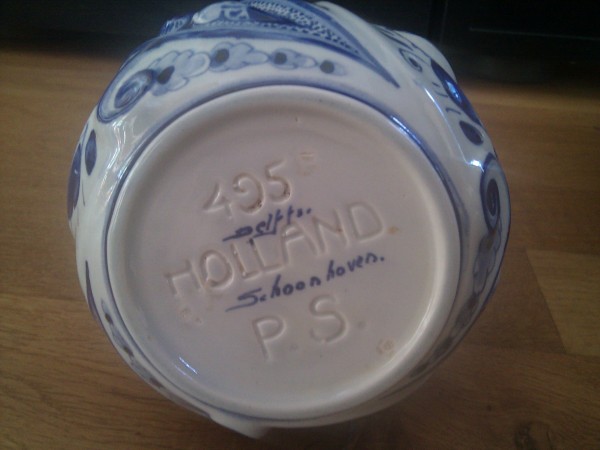 495
Delfts.
HOLLAND.
Schoonhoven.
P.S.